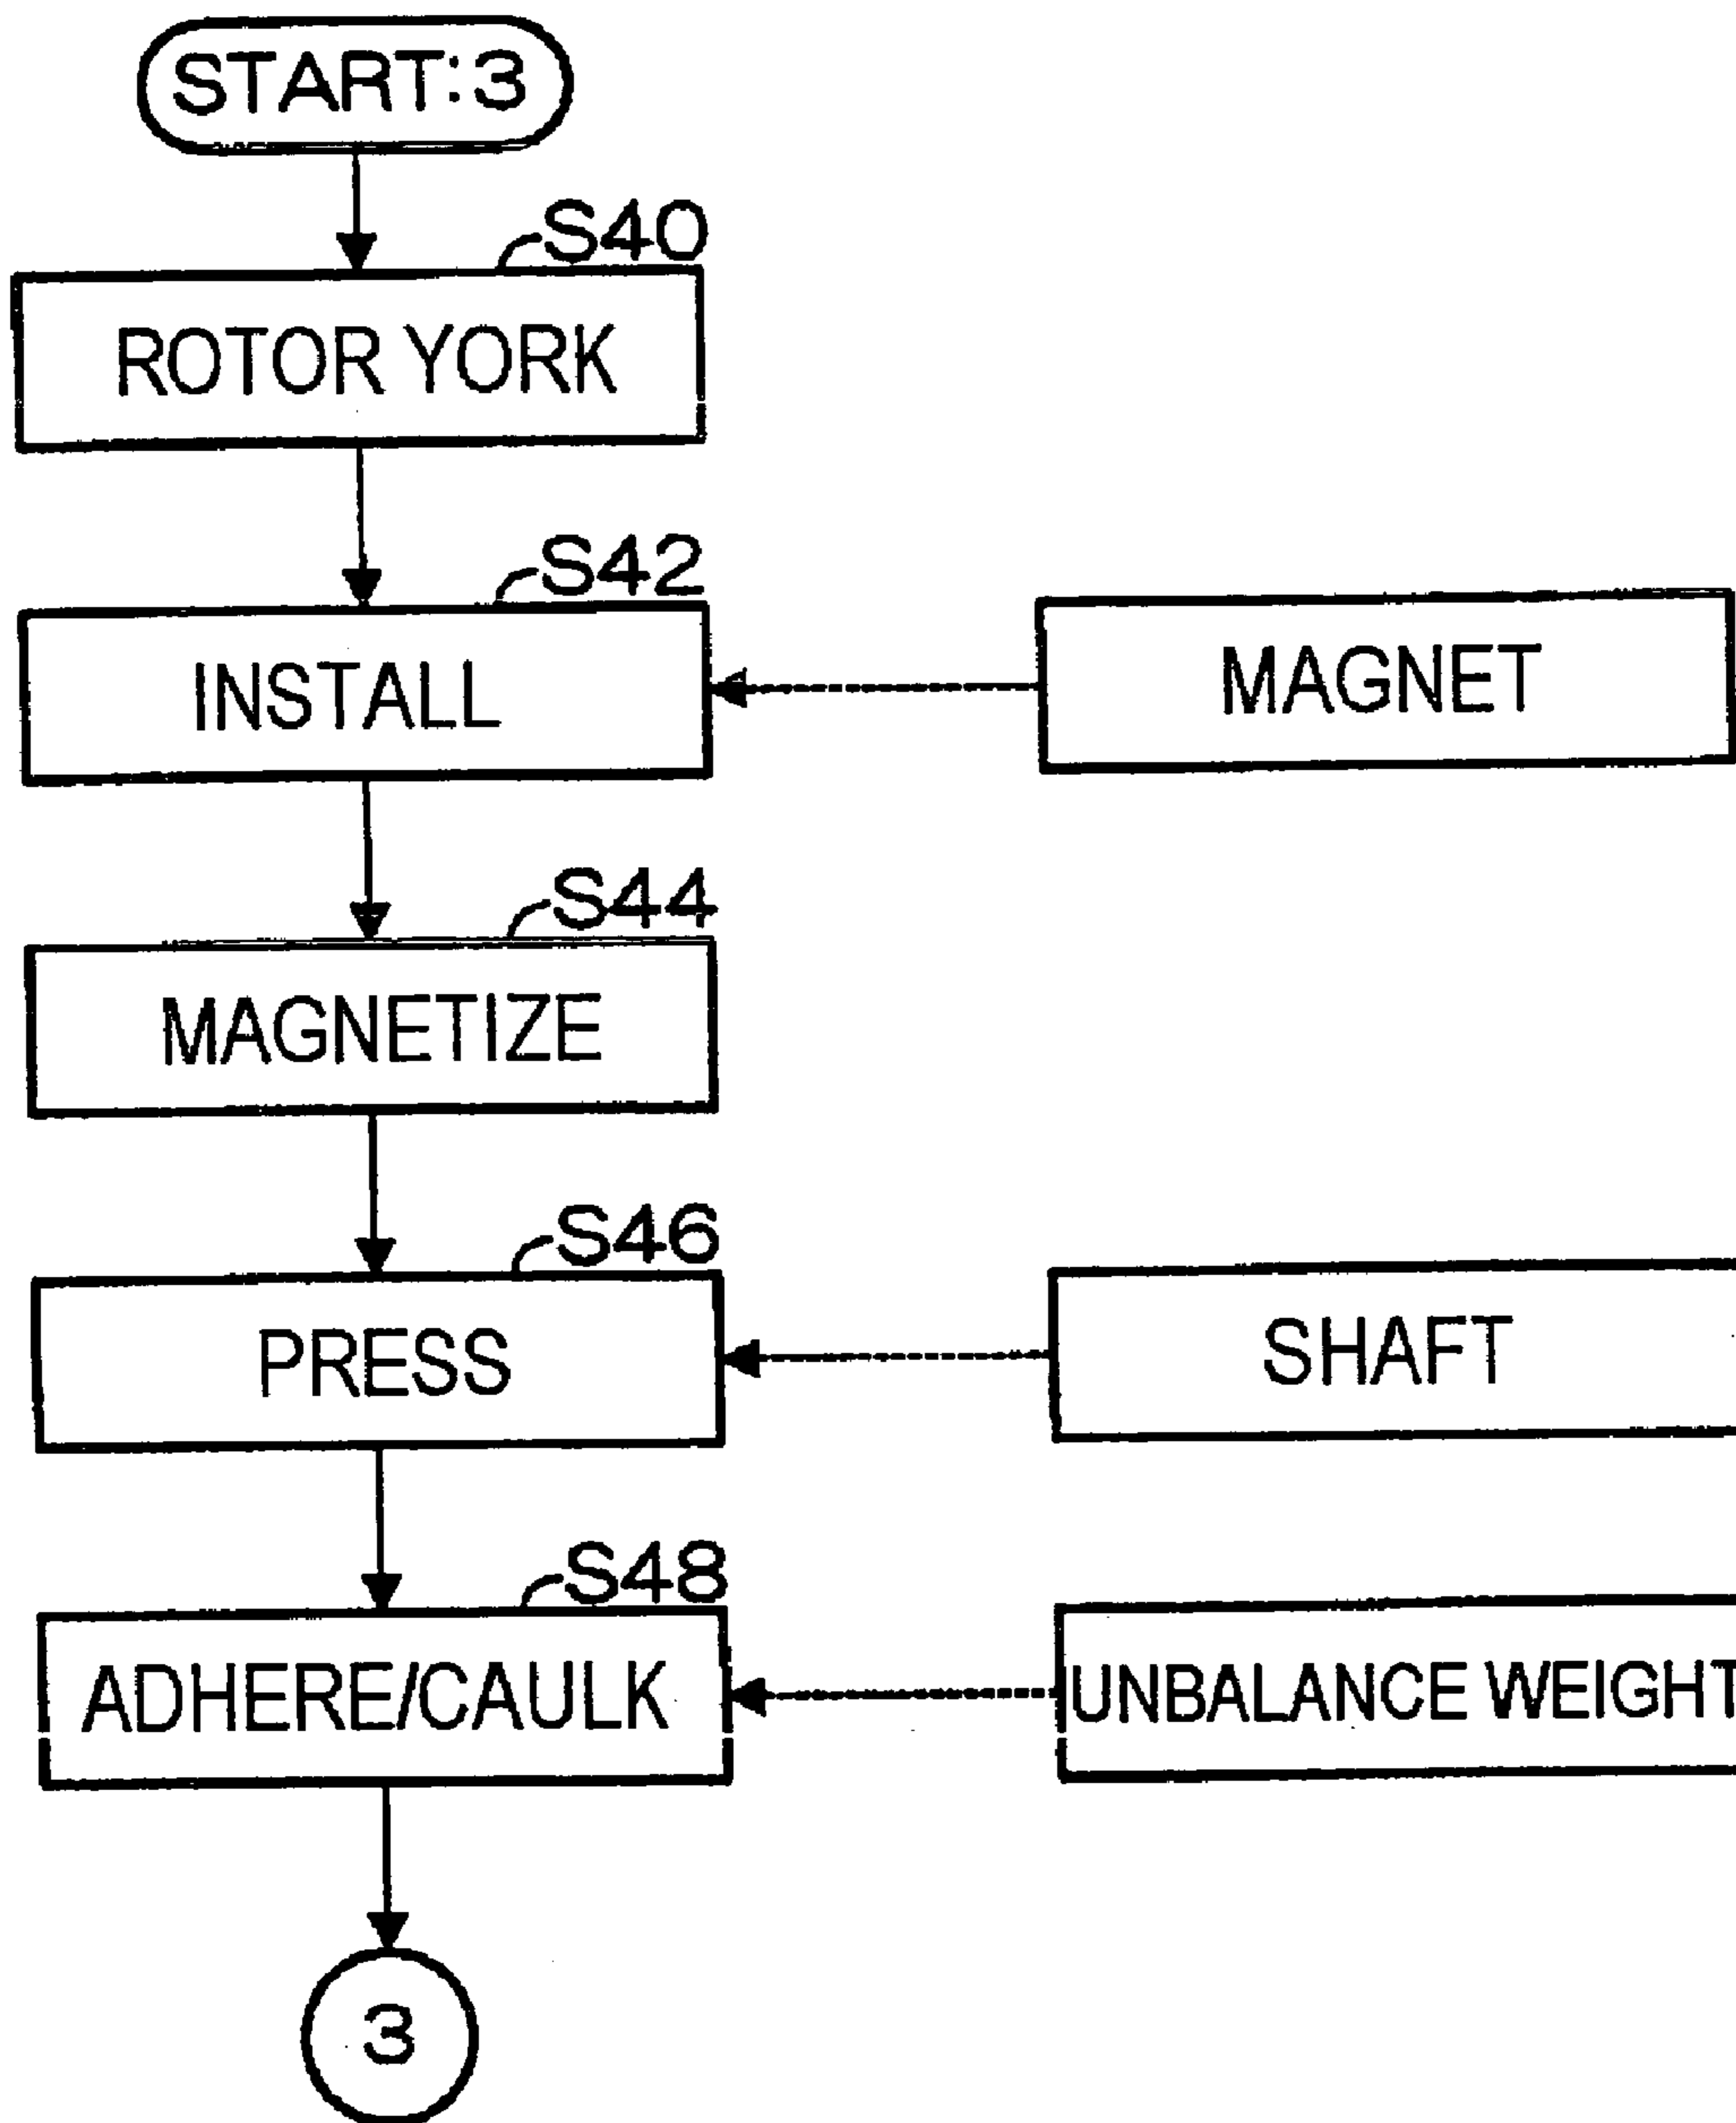 START:3
S40
ROTOR YORK
S42
INSTALL
MAGNET
S44
MAGNETIZE
S46
PRESS
SHAFT
S48
ADHERE/CAULK
UNBALANCE WEIGHT
3